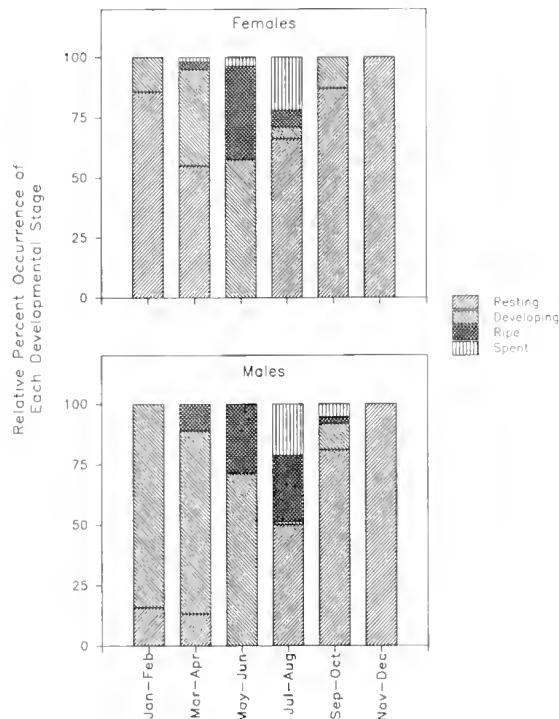 Females
100
75
50
25
0
Relative Percent Occurrence of
Each Developmental Stage
Resting
Developing
Ripe
Spent
Males
100
75
50
25
0
Jan-Feb
Mar-Apr
May-Jun
Jul-Aug
Sep-Oct
Nov-Dec